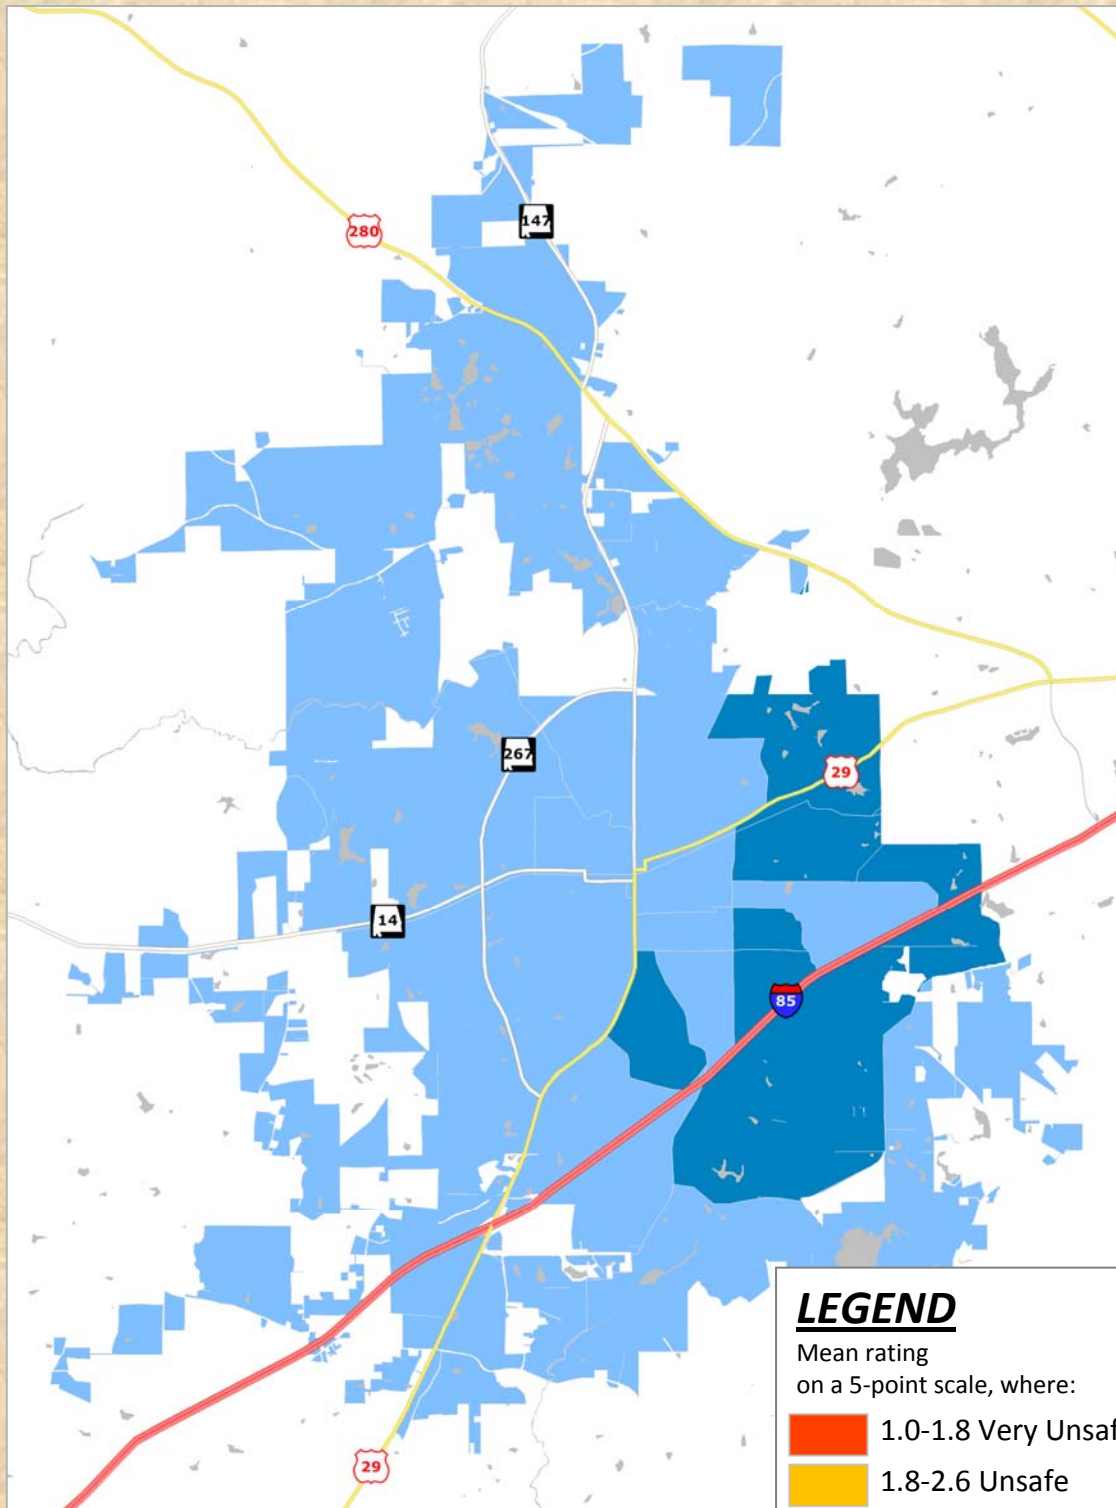 147
280
267
29
14
85
29
LEGEND
Mean rating
on a 5-point scale, where:
1.0-1.8 Very Unsaf
1.8-2.6 Unsafe